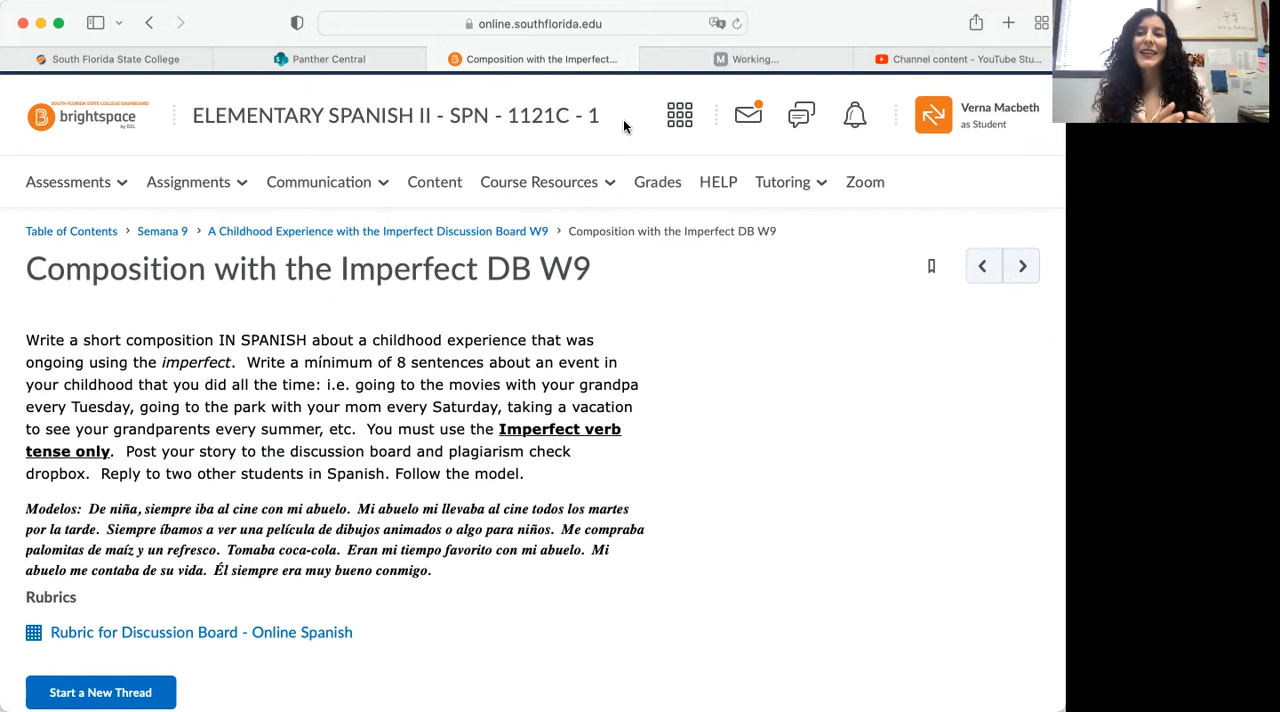 online.southflorida.edu
South Florida State College
Panther Central
Composition with the Imperfect...
Working...
Channel content - YouTube Stu...
SOUTH FLORIDA STATE COLLEGE DASHBOARD
brightspace
by D2L
ELEMENTARY SPANISH II - SPN - 1121C - 1
Verna Macbeth
as Student
Assessments Assignments Communication Content Course Resources Grades HELP Tutoring Zoom
Table of Contents > Semana 9 > A Childhood Experience with the Imperfect Discussion Board W9 > Composition with the Imperfect DB W9
Composition with the Imperfect DB W9
Write a short composition IN SPANISH about a childhood experience that was
ongoing using the imperfect. Write a mínimum of 8 sentences about an event in
your childhood that you did all the time: i.e. going to the movies with your grandpa
every Tuesday, going to the park with your mom every Saturday, taking a vacation
to see your grandparents every summer, etc. You must use the Imperfect verb
tense only. Post your story to the discussion board and plagiarism check
dropbox. Reply to two other students in Spanish. Follow the model.
Modelos: De niña, siempre iba al cine con mi abuelo. Mi abuelo mi llevaba al cine todos los martes
por la tarde. Siempre íbamos a ver una película de dibujos animados o algo para niños. Me compraba
palomitas de maíz y un refresco. Tomaba coca-cola. Eran mi tiempo favorito con mi abuelo. Mi
abuelo me contaba de su vida. Él siempre era muy bueno conmigo.
Rubrics
Rubric for Discussion Board - Online Spanish
Start a New Thread